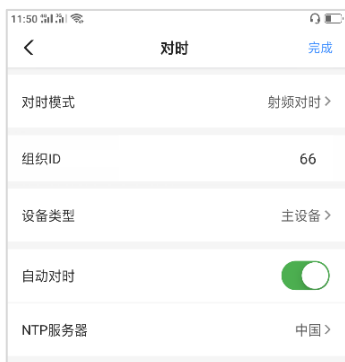 11:50
对时 完成
对时模式 射频对时
组织ID 66
设备类型 主设备
自动对时
NTP服务器 中国